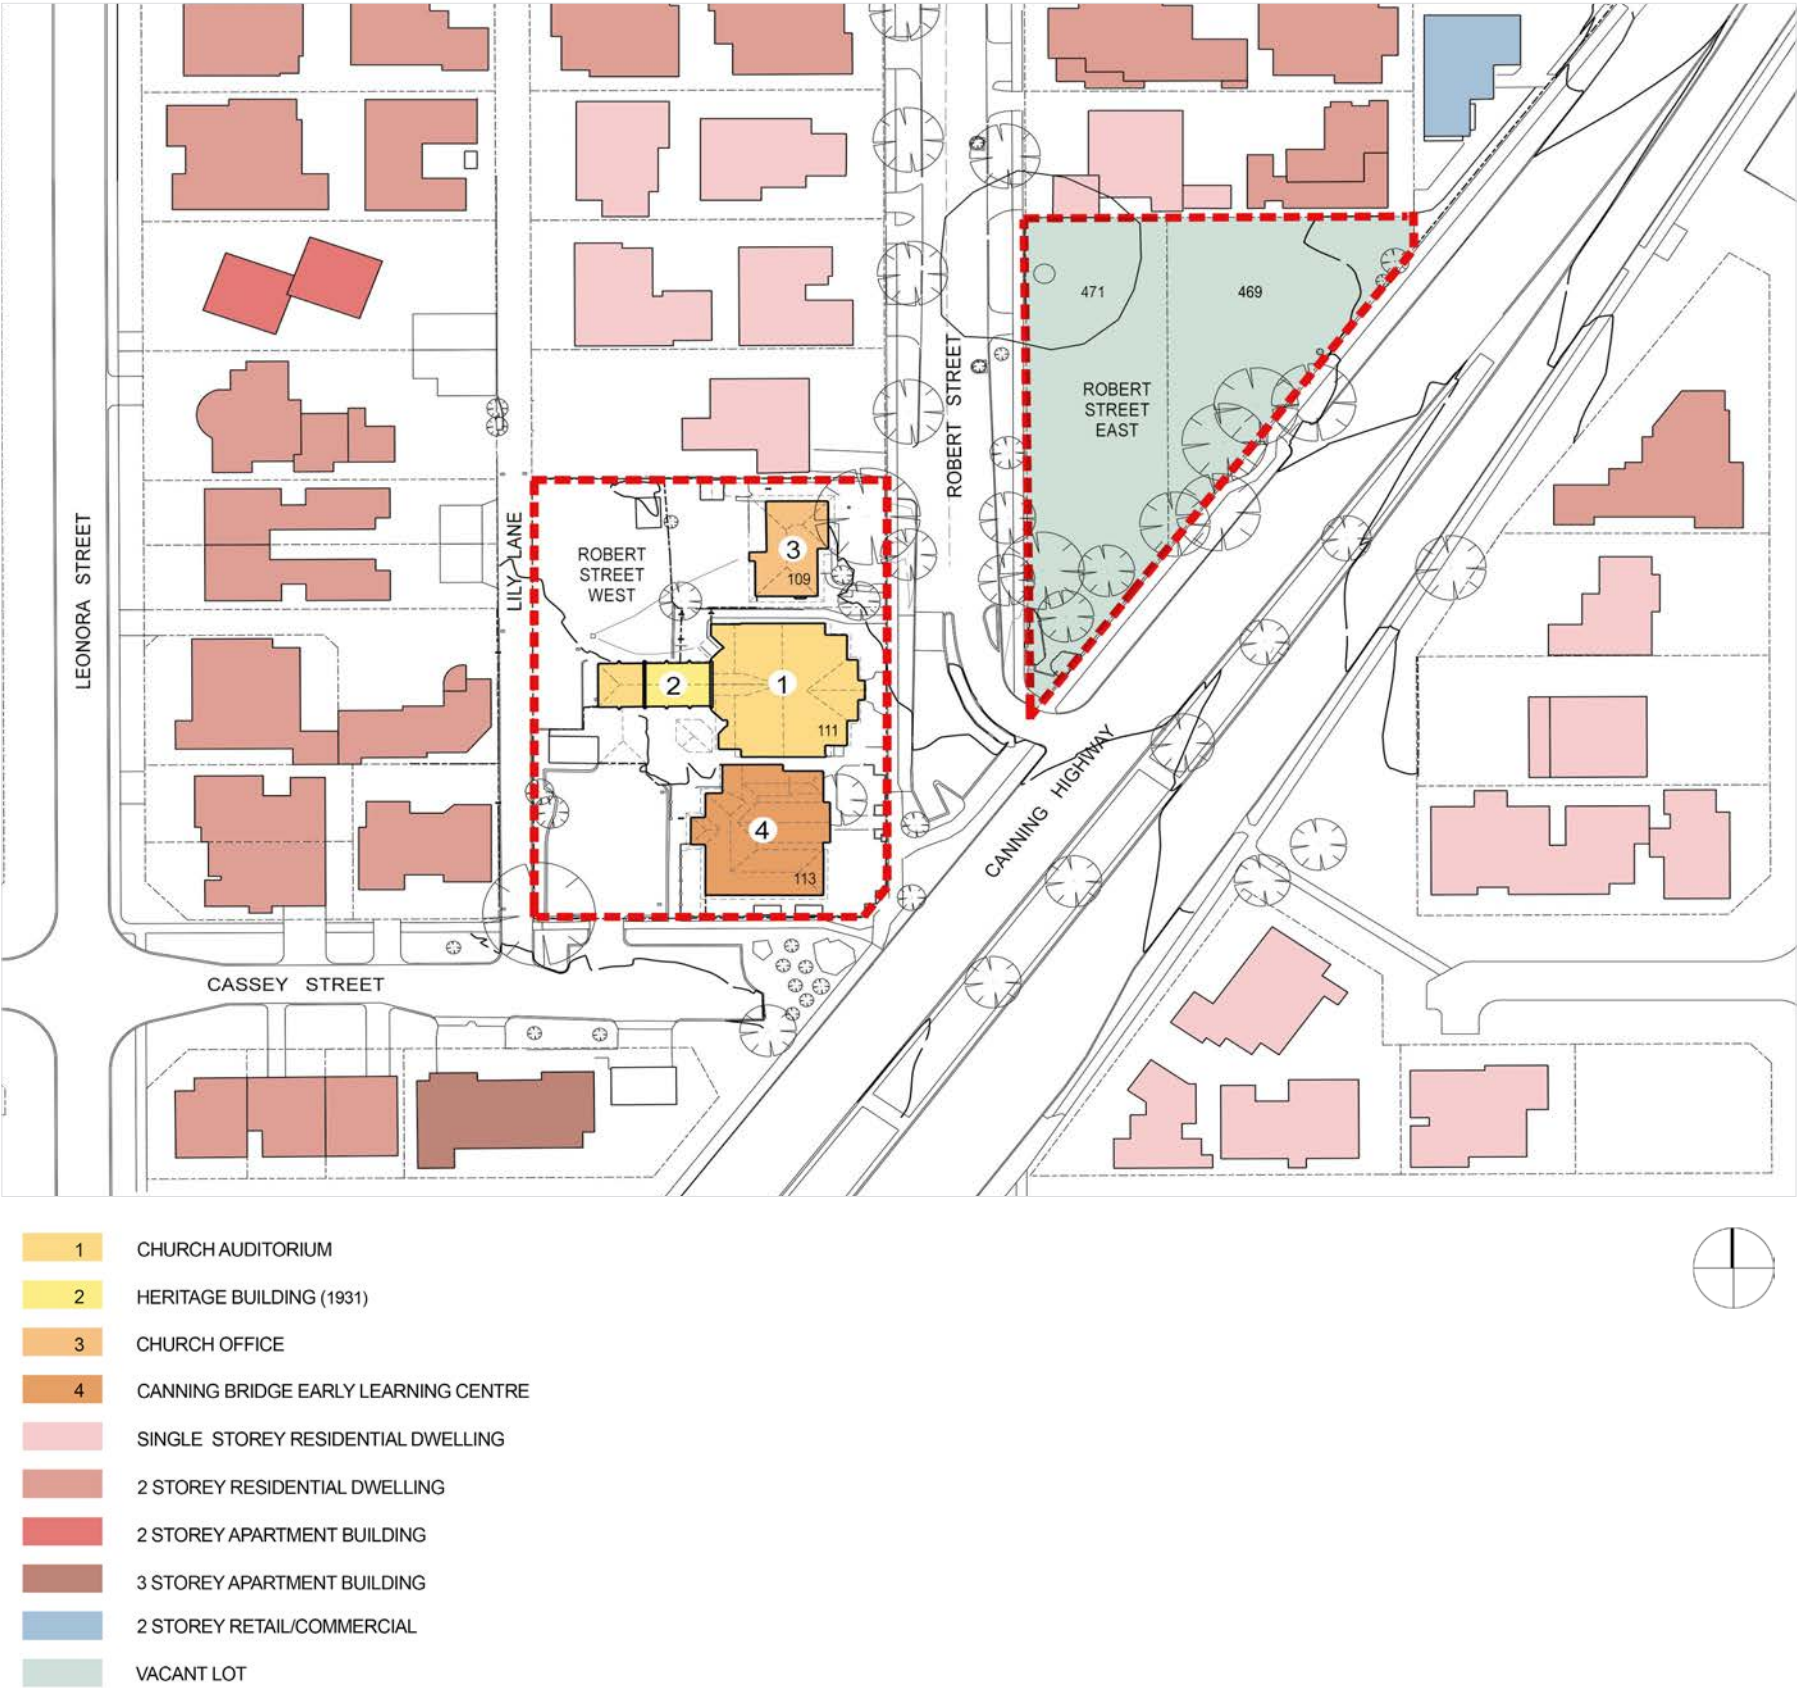 471
469
ROBERT
STREET
EAST
ROBERT STREET
LEONORA STREET
LILY LANE
ROBERT
STREET
WEST
3
109
2
1
111
4
113
CANNING HIGHWAY
CASSEY STREET
1 CHURCH AUDITORIUM
2 HERITAGE BUILDING (1931)
3 CHURCH OFFICE
4 CANNING BRIDGE EARLY LEARNING CENTRE
SINGLE STOREY RESIDENTIAL DWELLING
2 STOREY RESIDENTIAL DWELLING
2 STOREY APARTMENT BUILDING
3 STOREY APARTMENT BUILDING
2 STOREY RETAIL/COMMERCIAL
VACANT LOT